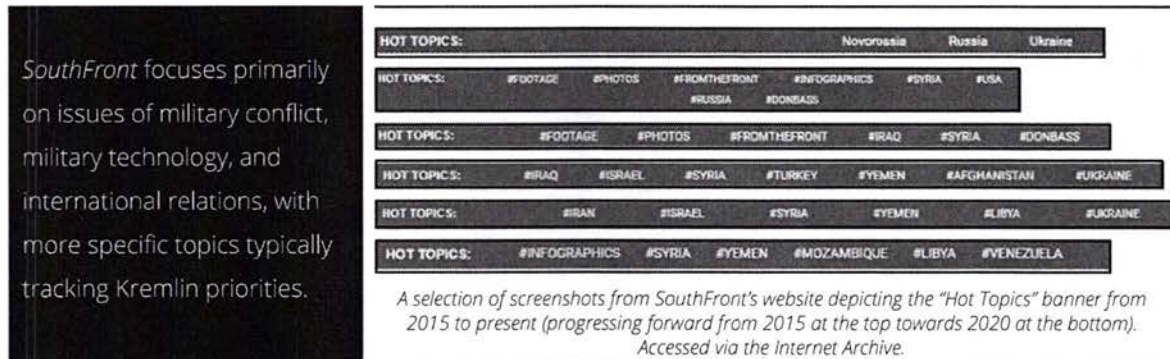 SouthFront focuses primarily
on issues of military conflict,
military technology, and
international relations, with
more specific topics typically
tracking Kremlin priorities.
HOT TOPICS: Novorossia Russia Ukraine
HOT TOPICS: #FOOTAGE #PHOTOS #FROMTHEFRONT #INFOGRAPHICS #SYRIA #USA
#RUSSIA #DONBASS
HOT TOPICS: #FOOTAGE #PHOTOS #FROMTHEFRONT #IRAQ #SYRIA #DONBASS
HOT TOPICS: #IRAQ #ISRAEL #SYRIA #TURKEY #YEMEN #AFGHANISTAN #UKRAINE
HOT TOPICS: #IRAN #ISRAEL #SYRIA #YEMEN #LIBYA #UKRAINE
HOT TOPICS: #INFOGRAPHICS #SYRIA #YEMEN #MOZAMBIQUE #LIBYA #VENEZUELA
A selection of screenshots from SouthFront's website depicting the "Hot Topics" banner from
2015 to present (progressing forward from 2015 at the top towards 2020 at the bottom).
Accessed via the Internet Archive.